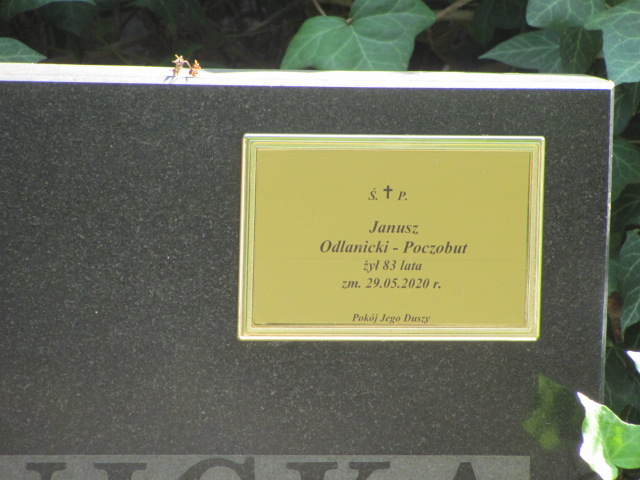 Ś. ✝ P.
Janusz
Odlanicki - Poczobut
żył 83 lata
zm. 29.05.2020 r.
Pokój Jego Duszy